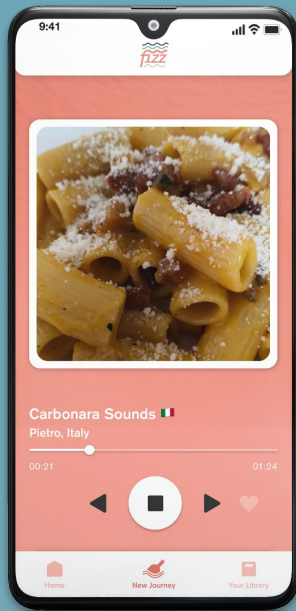 9:41
fizz
Carbonara Sounds
Pietro, Italy
00:21
01:24
Home
New Journey
Your Library